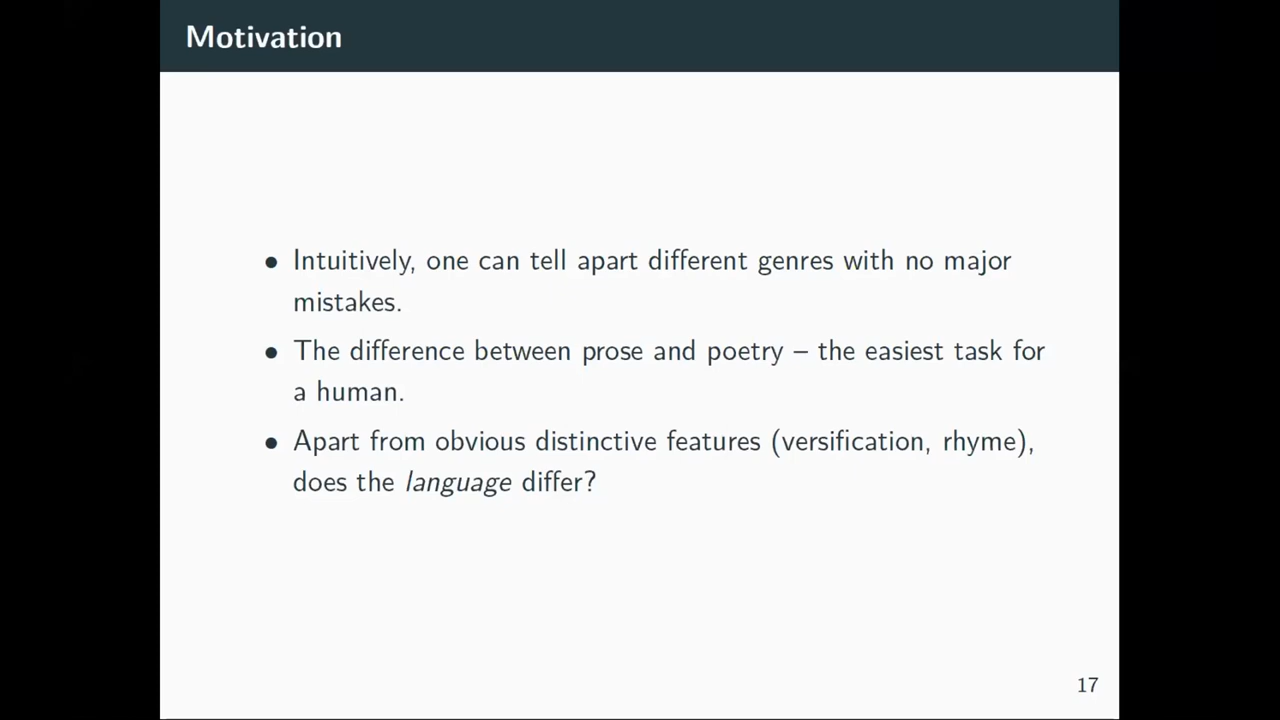 Motivation
• Intuitively, one can tell apart different genres with no major
mistakes.
• The difference between prose and poetry – the easiest task for
a human.
• Apart from obvious distinctive features (versification, rhyme),
does the language differ?
17